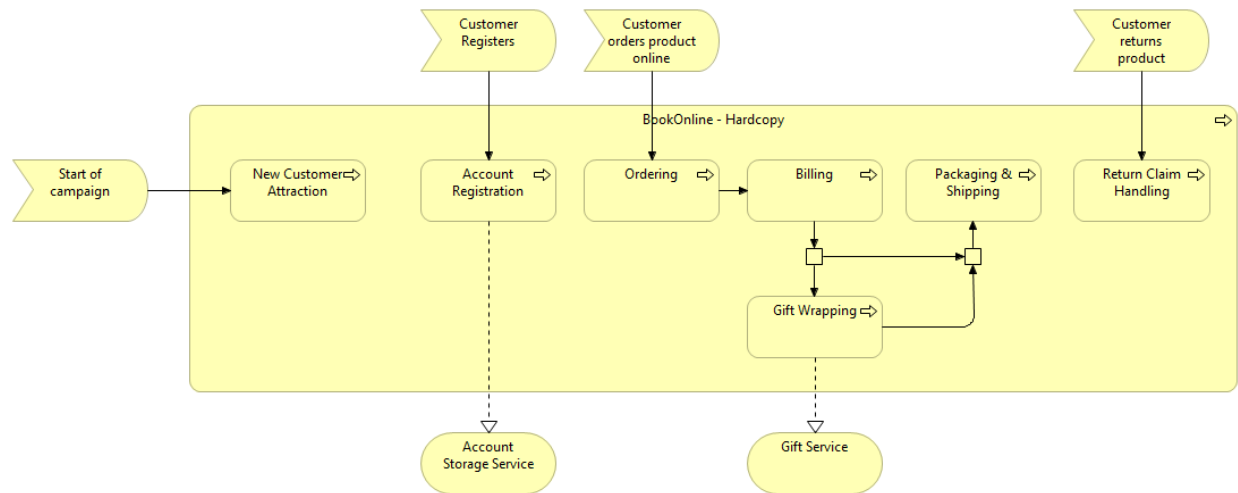 Customer
Registers
Customer
orders product
online
Customer
returns
product
BookOnline - Hardcopy
Start of
campaign
New Customer
Attraction
Account
Registration
Ordering
Billing
Packaging &
Shipping
Return Claim
Handling
Gift Wrapping
Account
Storage Service
Gift Service